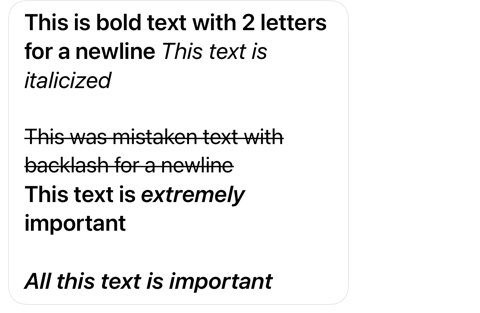 This is bold text with 2 letters
for a newline This text is
italicized
This was mistaken text with
backlash for a newline
This text is extremely
important
All this text is important